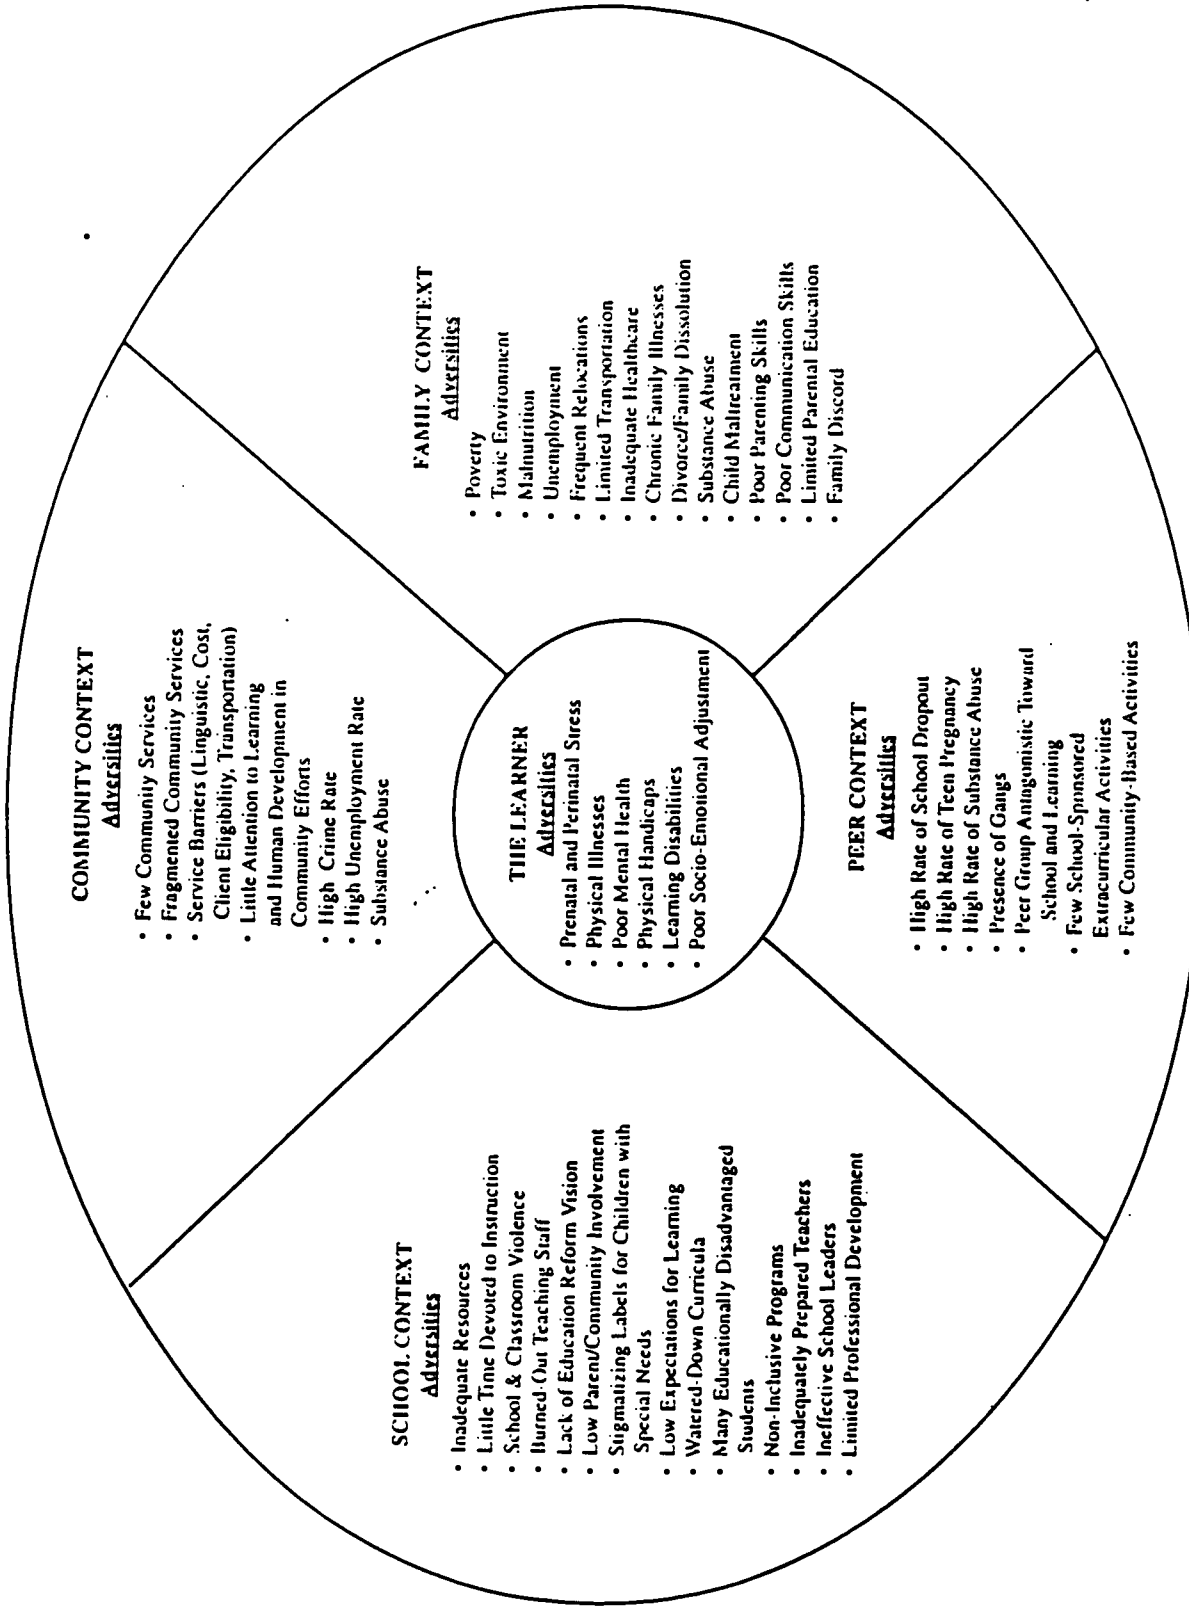 COMMUNITY CONTEXT
Adversities
• Few Community Services
• Fragmented Community Services
• Service Barriers (Linguistic, Cost,
Client Eligibility, Transportation)
• Little Attention to Learning
and Human Development in
Community Efforts
• High Crime Rate
• High Unemployment Rate
• Substance Abuse
SCHOOL CONTEXT
Adversities
• Inadequate Resources
• Little Time Devoted to Instruction
• School & Classroom Violence
• Burned-Out Teaching Staff
• Lack of Education Reform Vision
• Low Parent/Community Involvement
• Stigmatizing Labels for Children with
Special Needs
• Low Expectations for Learning
• Watered-Down Curricula
• Many Educationally Disadvantaged
Students
• Non-Inclusive Programs
• Inadequately Prepared Teachers
• Ineffective School Leaders
• Limited Professional Development
THE LEARNER
Adversities
• Prenatal and Perinatal Stress
• Physical Illnesses
• Poor Mental Health
• Physical Handicaps
• Learning Disabilities
• Poor Socio-Emotional Adjustment
FAMILY CONTEXT
Adversities
• Poverty
• Toxic Environment
• Malnutrition
• Unemployment
• Frequent Relocations
• Limited Transportation
• Inadequate Healthcare
• Chronic Family Illnesses
• Divorce/Family Dissolution
• Substance Abuse
• Child Maltreatment
• Poor Parenting Skills
• Poor Communication Skills
• Limited Parental Education
• Family Discord
PEER CONTEXT
Adversities
• High Rate of School Dropout
• High Rate of Teen Pregnancy
• High Rate of Substance Abuse
• Presence of Gangs
• Peer Group Antagonistic Toward
School and Learning
• Few School-Sponsored
Extracurricular Activities
• Few Community-Based Activities